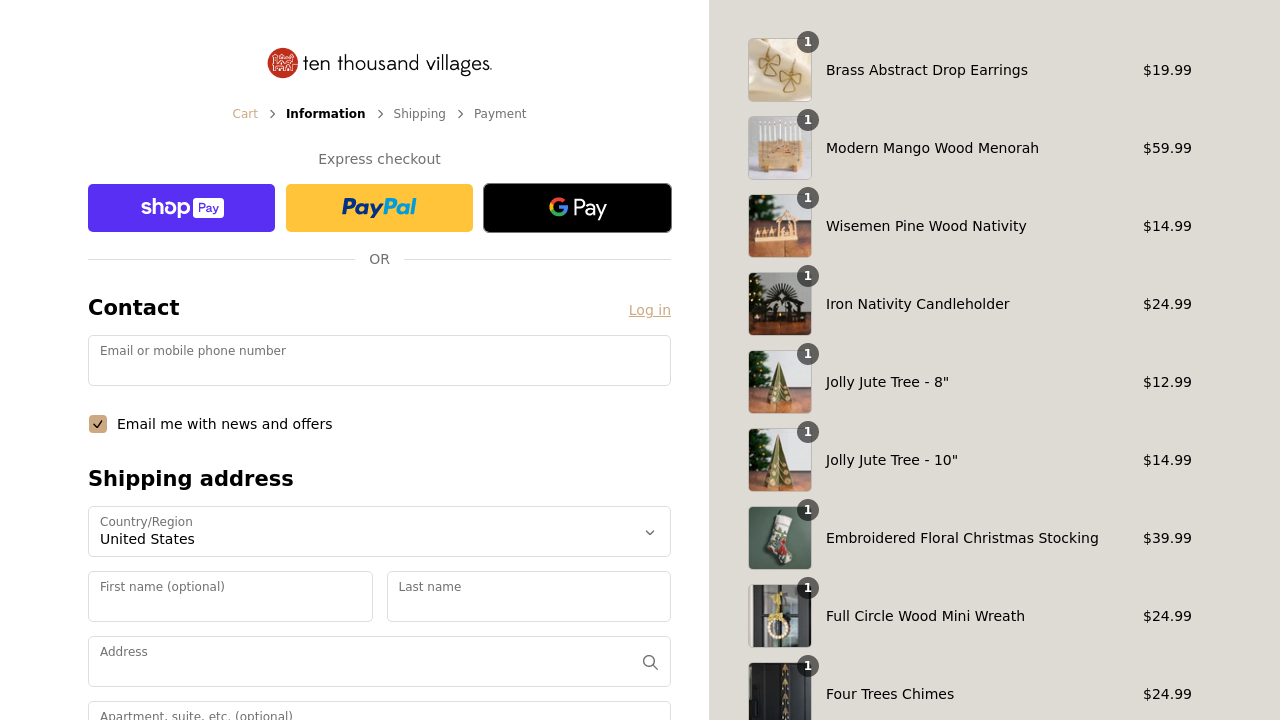 ten thousand villages.
Cart > Information > Shipping > Payment
Express checkout
shop Pay PayPal G Pay
OR
Contact
Log in
Email or mobile phone number
Email me with news and offers
Shipping address
Country/Region
United States
First name (optional) Last name
Address
Apartment, suite, etc. (optional)
1
Brass Abstract Drop Earrings $19.99
1
Modern Mango Wood Menorah $59.99
1
Wisemen Pine Wood Nativity $14.99
1
Iron Nativity Candleholder $24.99
1
Jolly Jute Tree - 8" $12.99
1
Jolly Jute Tree - 10" $14.99
1
Embroidered Floral Christmas Stocking $39.99
1
Full Circle Wood Mini Wreath $24.99
1
Four Trees Chimes $24.99